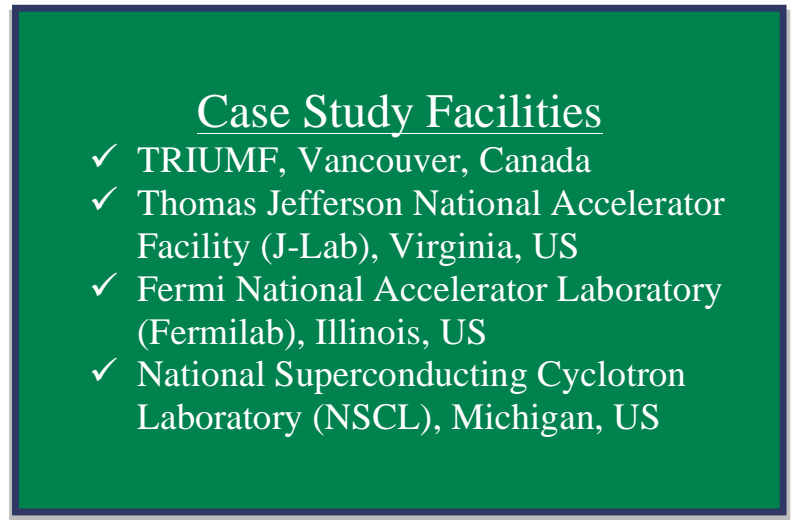 Case Study Facilities
✓ TRIUMF, Vancouver, Canada
✓ Thomas Jefferson National Accelerator
Facility (J-Lab), Virginia, US
✓ Fermi National Accelerator Laboratory
(Fermilab), Illinois, US
✓ National Superconducting Cyclotron
Laboratory (NSCL), Michigan, US